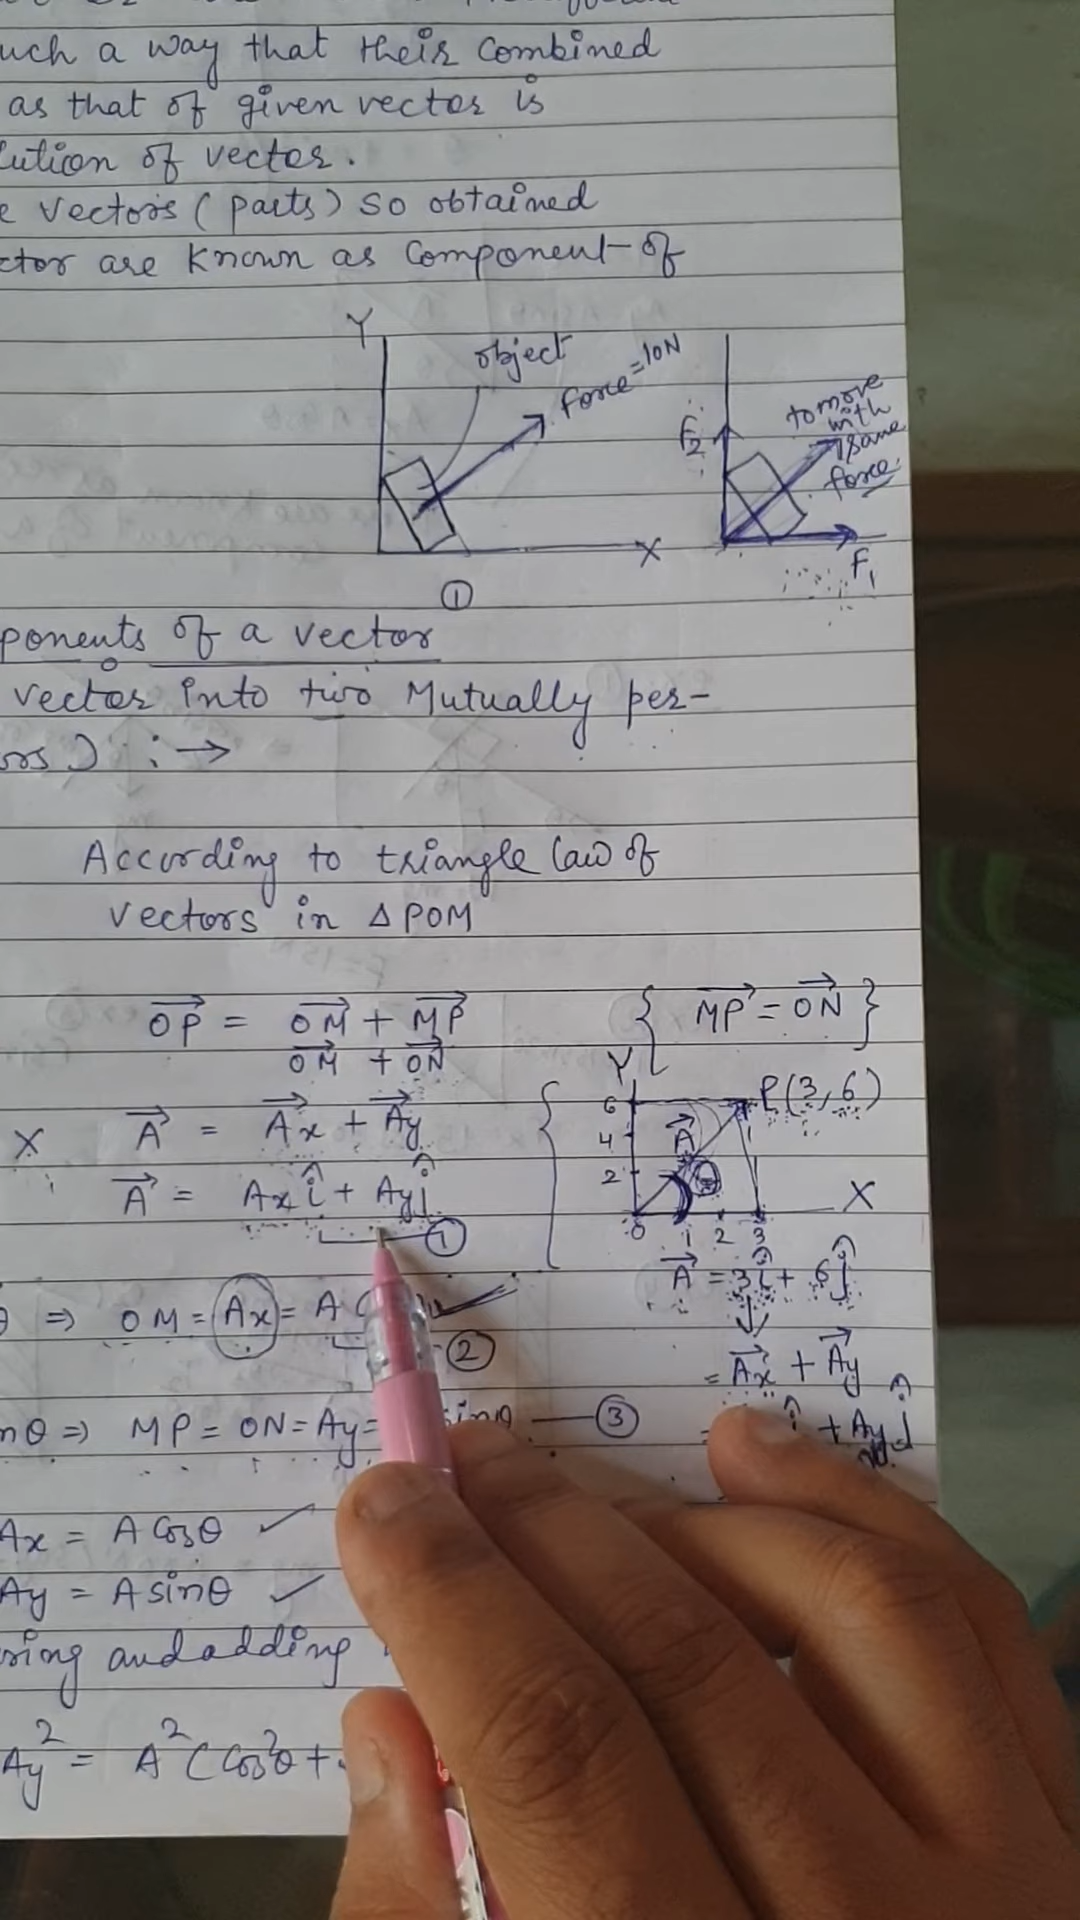 uch a way that their combined
as that of given vector is
lution of vector.
e vectors (parts) so obtained
ctor are known as component of
Y
object
Force = 10N
X
①
F₂
to move
with
same
force.
F₁
ponents of a vector
vector into two Mutually per-
ors) :→
According to triangle law of
vectors in △POM
OP⃗ = OM⃗ + MP⃗ { MP⃗ = ON⃗ }
OM⃗ + ON⃗
X A⃗ = Ax⃗ + Ay⃗
A⃗ = Ax î + Ay ĵ
①
Y
6
4
2
0 1 2 3
P(3,6)
A⃗
θ
X
A⃗ = 3î + 6ĵ
↓
= Ax⃗ + Ay⃗
= î + Ay ĵ
θ ⇒ OM = Ax = A
②
nθ ⇒ MP = ON = Ay = sinθ — ③
Ax = A Cosθ ✓
Ay = A sinθ ✓
ring and adding
Ay² = A² (Cos²θ +